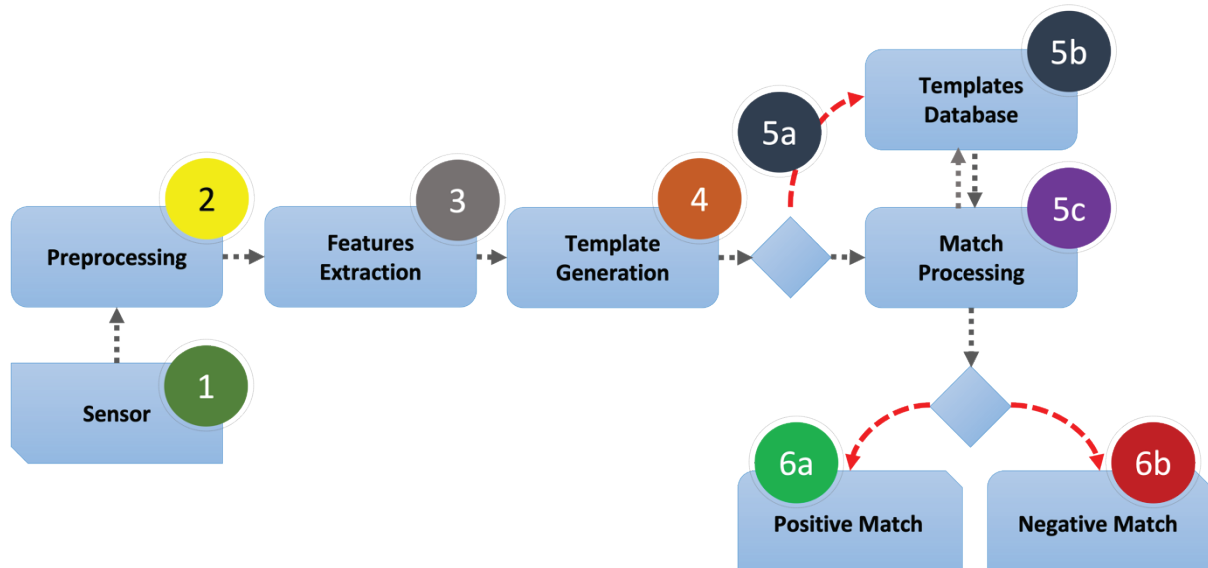 5b
Templates
Database
5a
2
3
4
5c
Preprocessing
Features
Extraction
Template
Generation
Match
Processing
1
Sensor
6a
6b
Positive Match
Negative Match